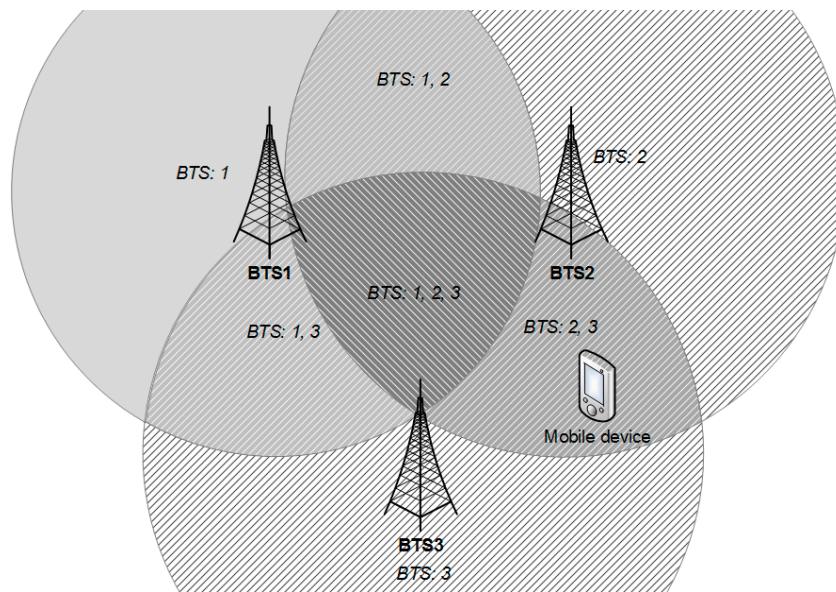 BTS: 1, 2
BTS: 2
BTS: 1
BTS1
BTS2
BTS: 1, 2, 3
BTS: 1, 3
BTS: 2, 3
Mobile device
BTS3
BTS: 3